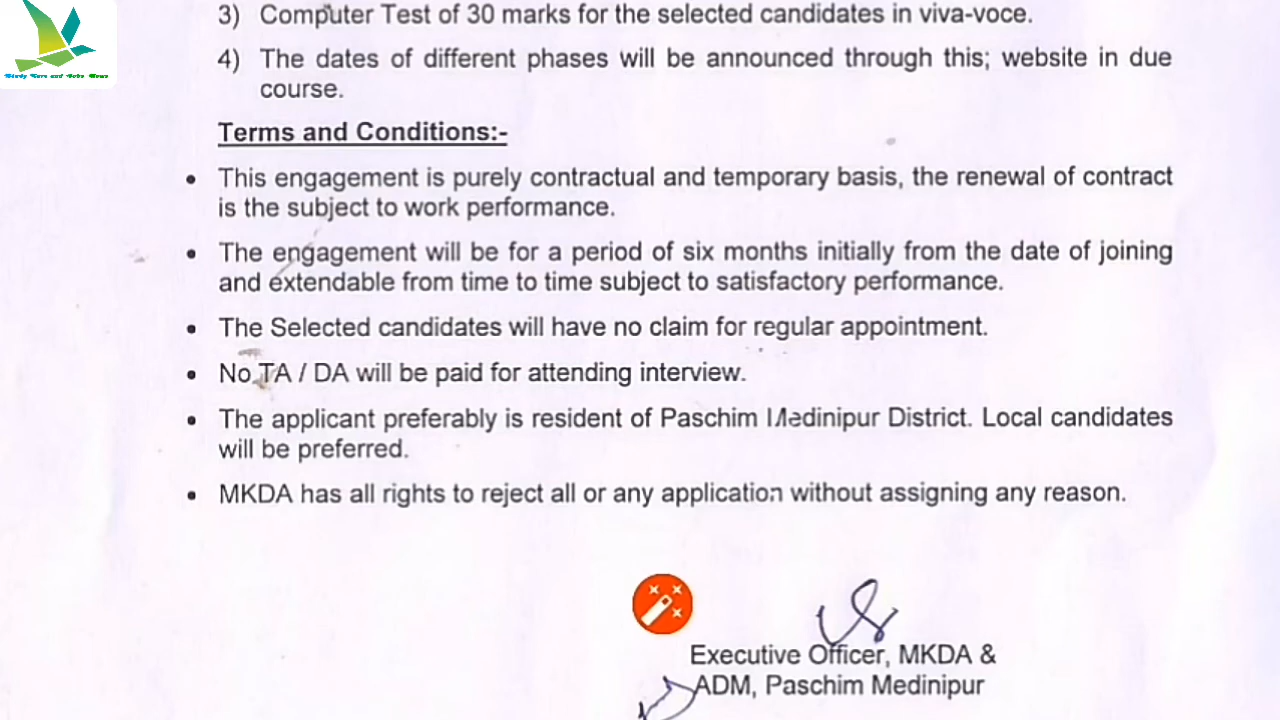 3) Computer Test of 30 marks for the selected candidates in viva-voce.
4) The dates of different phases will be announced through this; website in due
course.
Terms and Conditions:-
• This engagement is purely contractual and temporary basis, the renewal of contract
is the subject to work performance.
• The engagement will be for a period of six months initially from the date of joining
and extendable from time to time subject to satisfactory performance.
• The Selected candidates will have no claim for regular appointment.
• No TA / DA will be paid for attending interview.
• The applicant preferably is resident of Paschim Medinipur District. Local candidates
will be preferred.
• MKDA has all rights to reject all or any application without assigning any reason.
Executive Officer, MKDA &
ADM, Paschim Medinipur